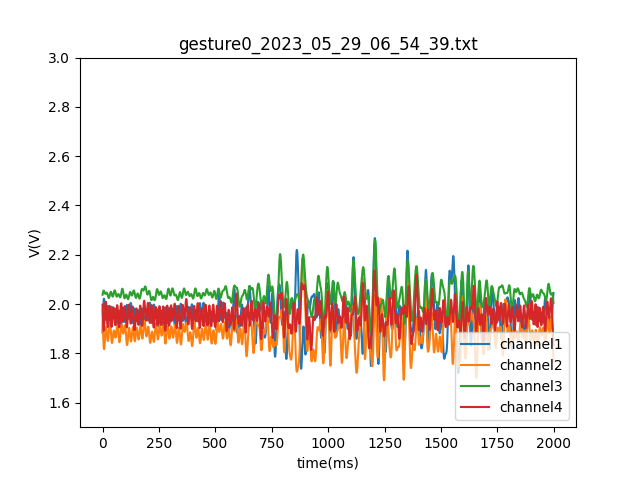 gesture0_2023_05_29_06_54_39.txt
V(V)
3.0
2.8
2.6
2.4
2.2
2.0
1.8
1.6
channel1
channel2
channel3
channel4
0 250 500 750 1000 1250 1500 1750 2000
time(ms)